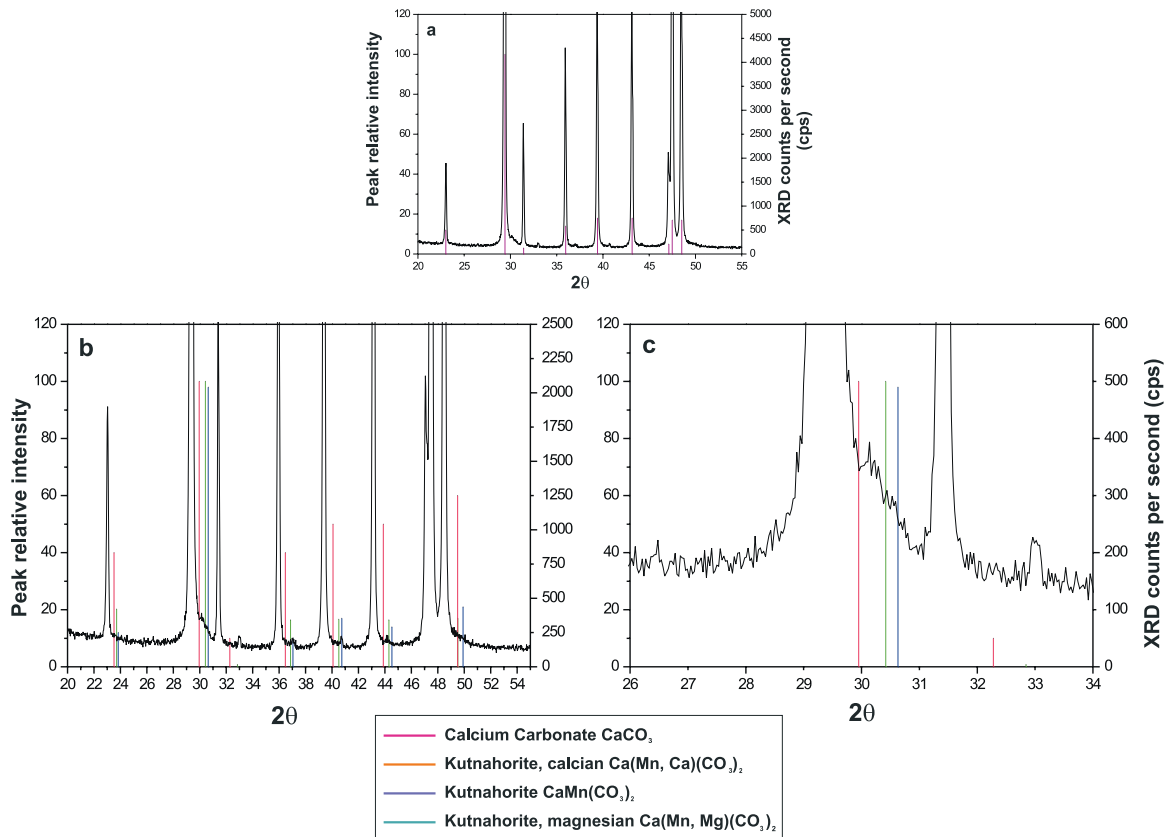 a
Peak relative intensity
120
100
80
60
40
20
0
5000
4500
4000
3500
3000
2500
2000
1500
1000
500
0
XRD counts per second
(cps)
20 25 30 35 40 45 50 55
2θ
b
Peak relative intensity
120
100
80
60
40
20
0
2500
2250
2000
1750
1500
1250
1000
750
500
250
0
20 22 24 26 28 30 32 34 36 38 40 42 44 46 48 50 52 54
2θ
c
120
100
80
60
40
20
0
600
500
400
300
200
100
0
XRD counts per second (cps)
26 27 28 29 30 31 32 33 34
2θ
Calcium Carbonate CaCO₃
Kutnahorite, calcian Ca(Mn, Ca)(CO₃)₂
Kutnahorite CaMn(CO₃)₂
Kutnahorite, magnesian Ca(Mn, Mg)(CO₃)₂